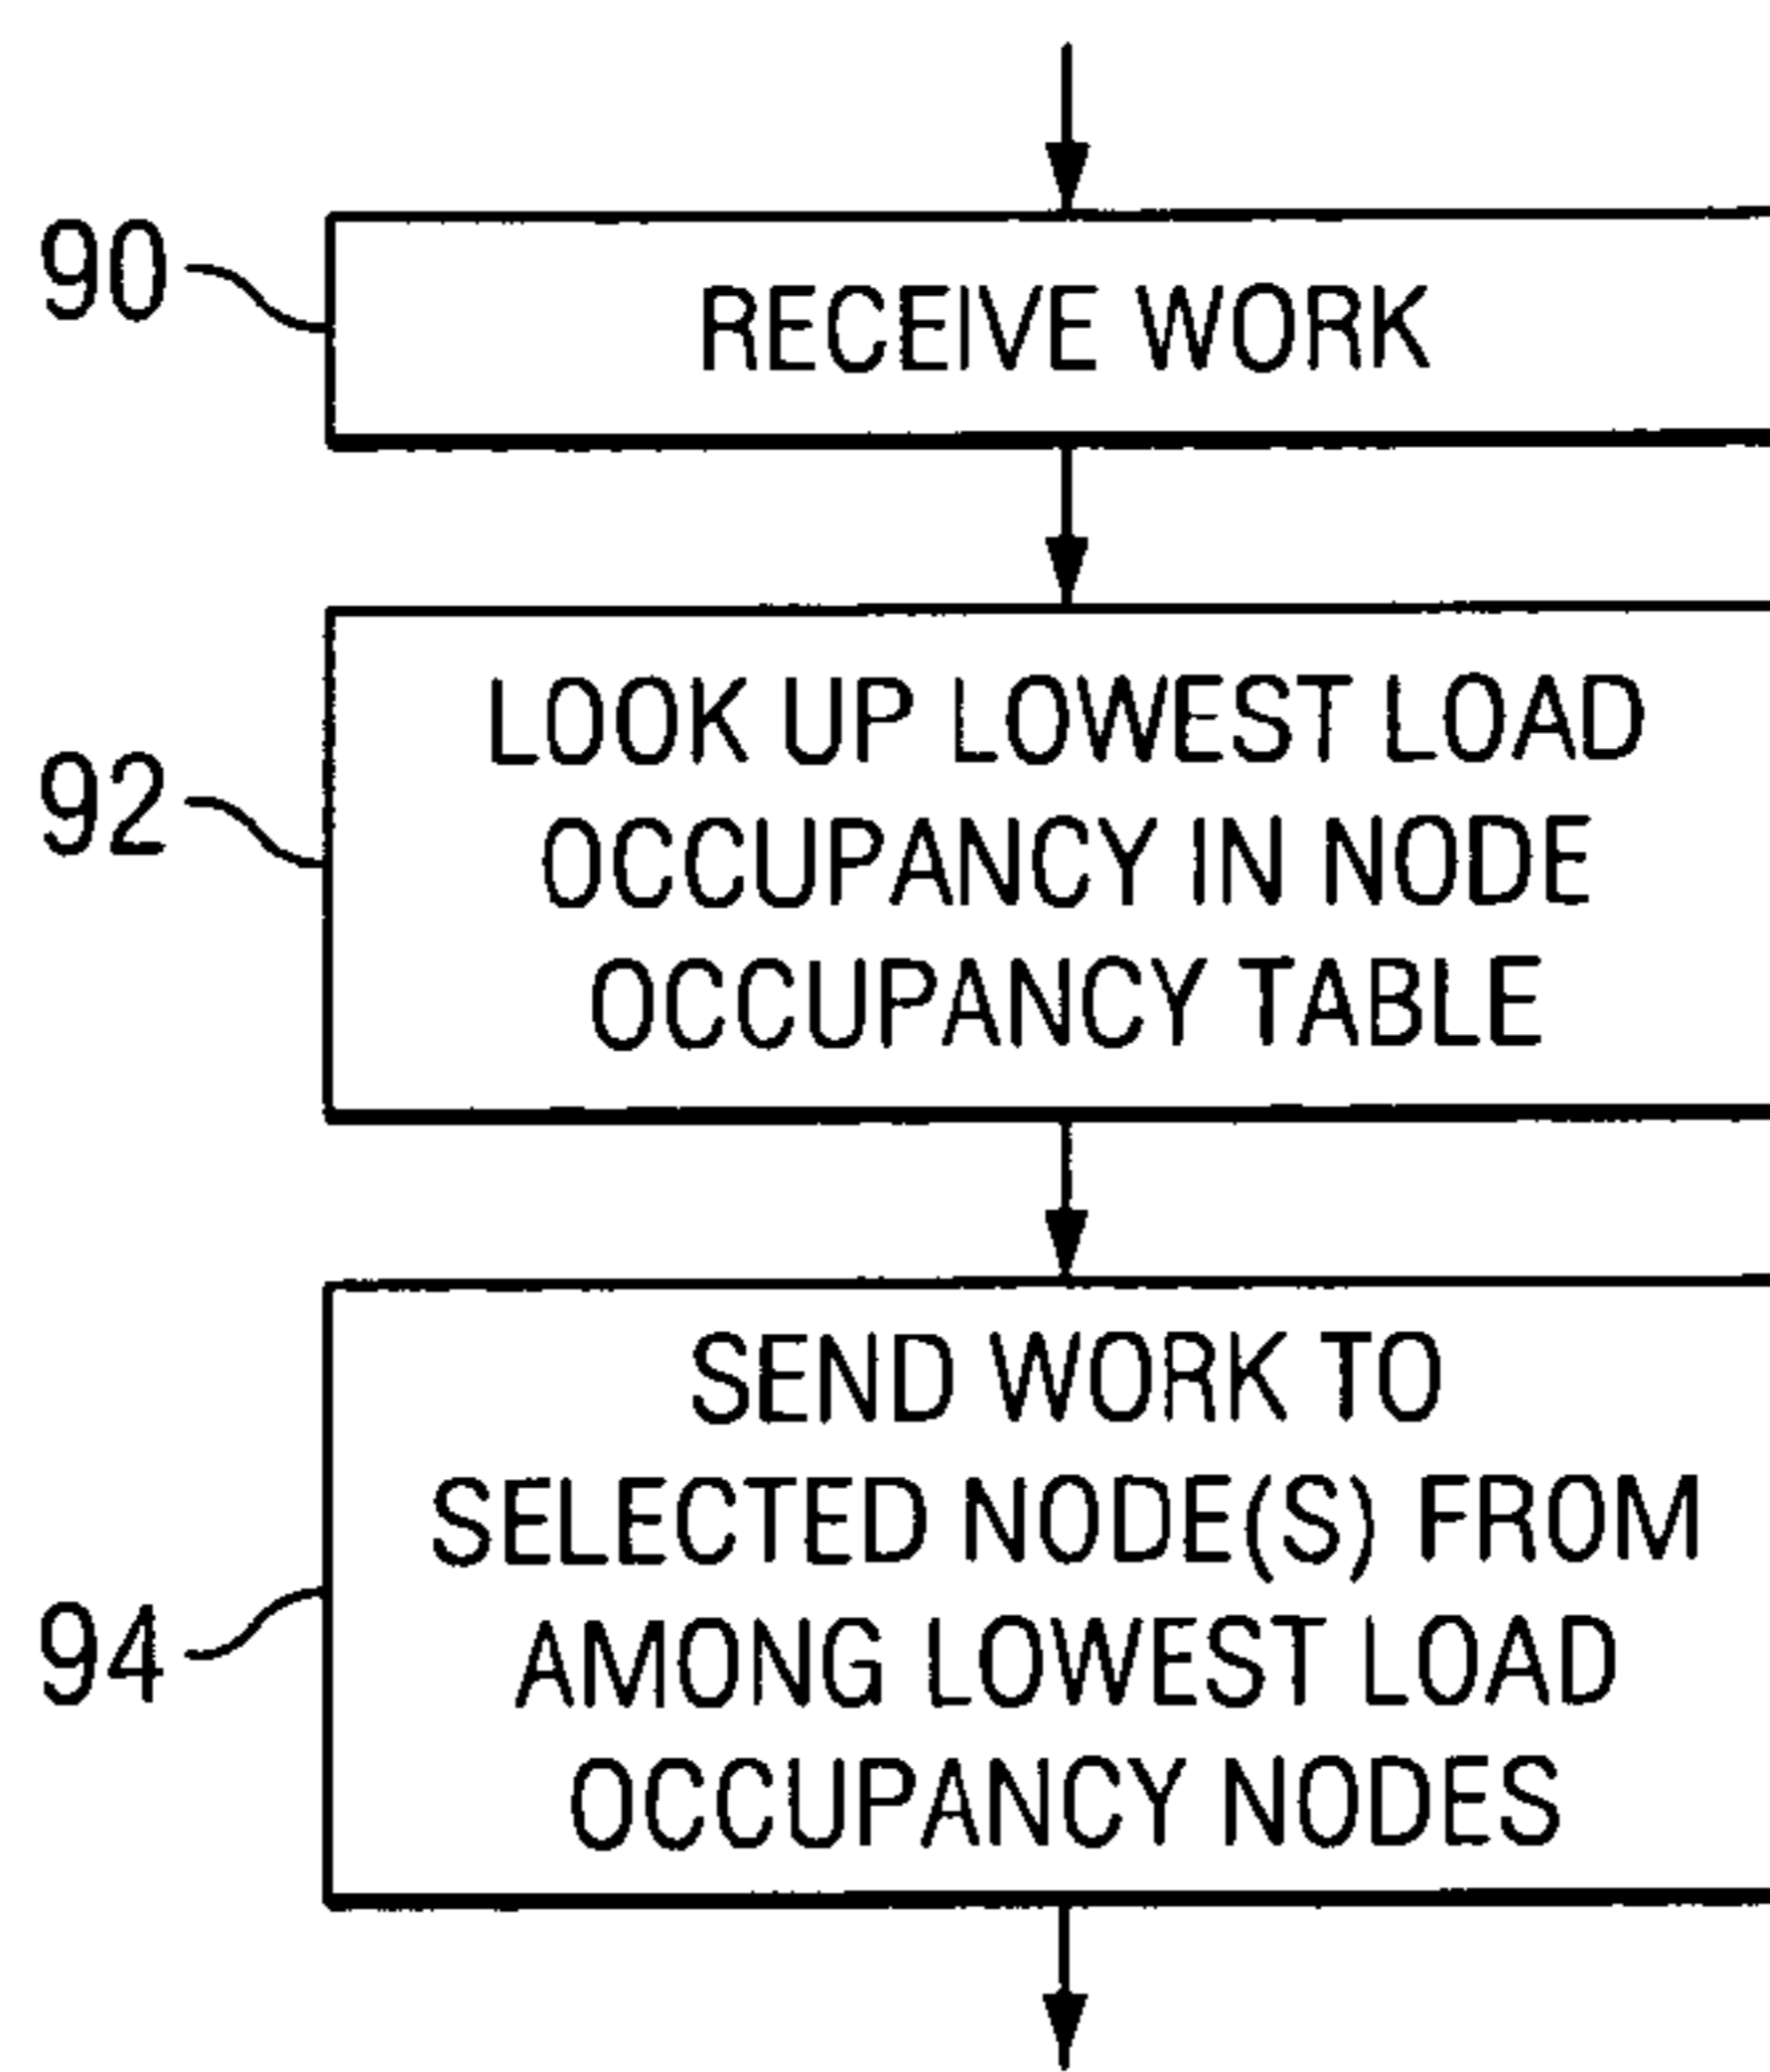 90
RECEIVE WORK
92
LOOK UP LOWEST LOAD
OCCUPANCY IN NODE
OCCUPANCY TABLE
94
SEND WORK TO
SELECTED NODE(S) FROM
AMONG LOWEST LOAD
OCCUPANCY NODES